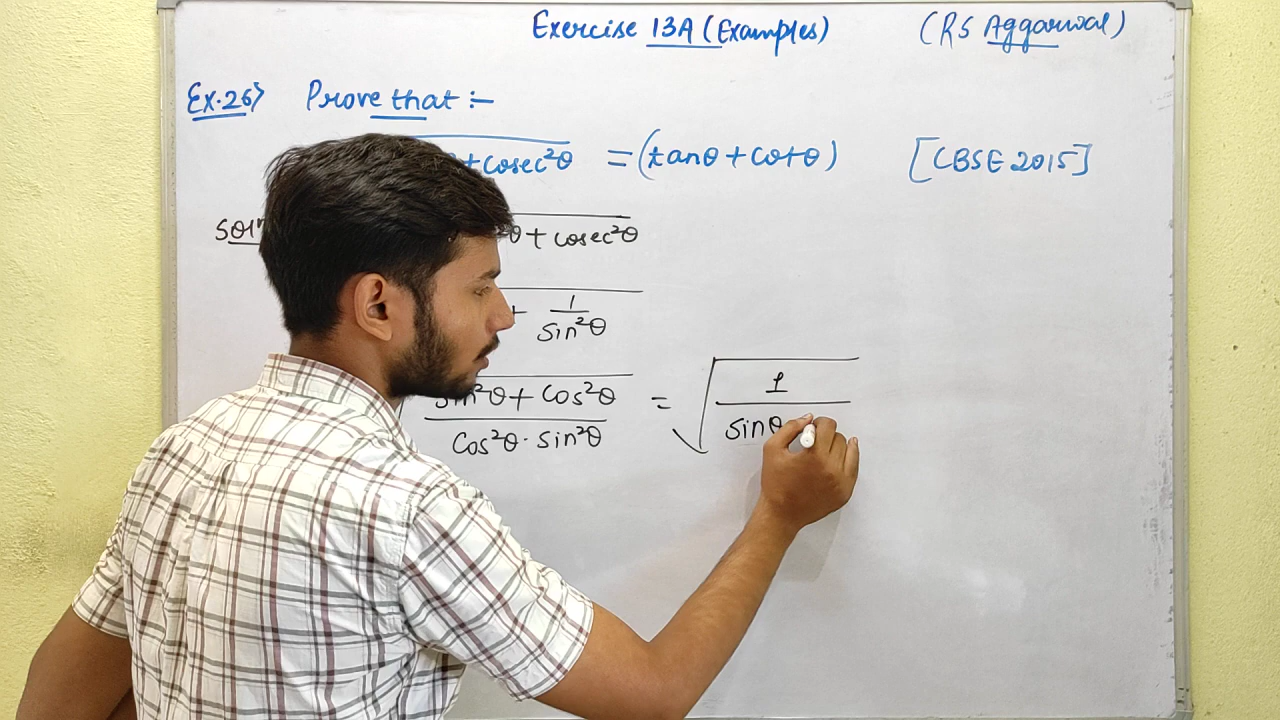 Exercise 13A (Examples) (RS Aggarwal)
Ex.26> Prove that :-
+cosec²θ = (tanθ + cotθ) [CBSE 2015]
solⁿ θ + cosec²θ
+ 1/sin²θ
sin²θ + cos²θ/cos²θ · sin²θ = √1/sinθ